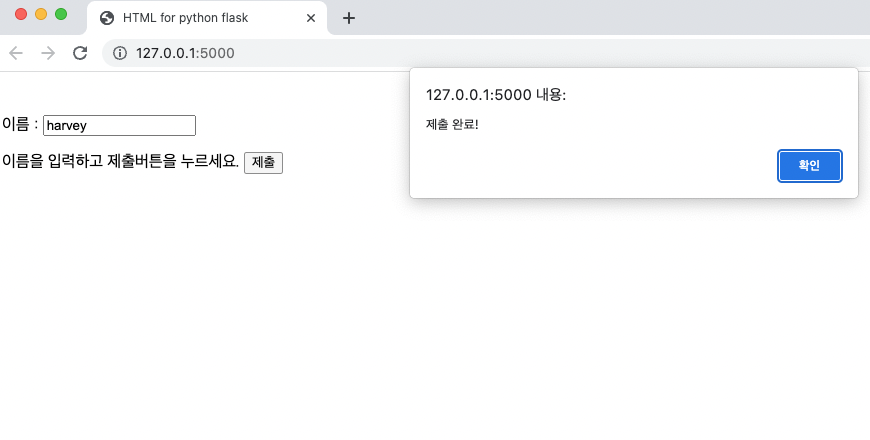 HTML for python flask
127.0.0.1:5000
127.0.0.1:5000 내용:
제출 완료!
확인
이름 : harvey
이름을 입력하고 제출버튼을 누르세요. 제출